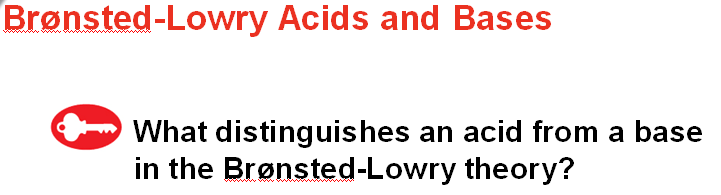 Brønsted-Lowry Acids and Bases
What distinguishes an acid from a base
in the Brønsted-Lowry theory?